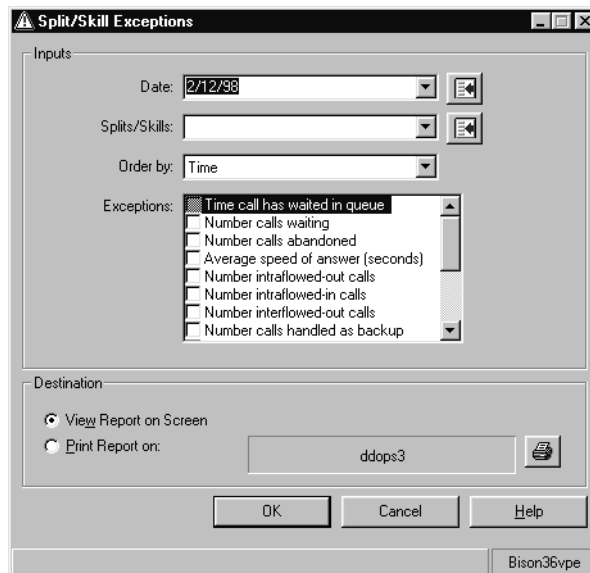 Split/Skill Exceptions
Inputs
Date: 2/12/98
Splits/Skills:
Order by: Time
Exceptions: Time call has waited in queue
Number calls waiting
Number calls abandoned
Average speed of answer (seconds)
Number intraflowed-out calls
Number intraflowed-in calls
Number interflowed-out calls
Number calls handled as backup
Destination
View Report on Screen
Print Report on: ddops3
OK Cancel Help
Bison36vpe